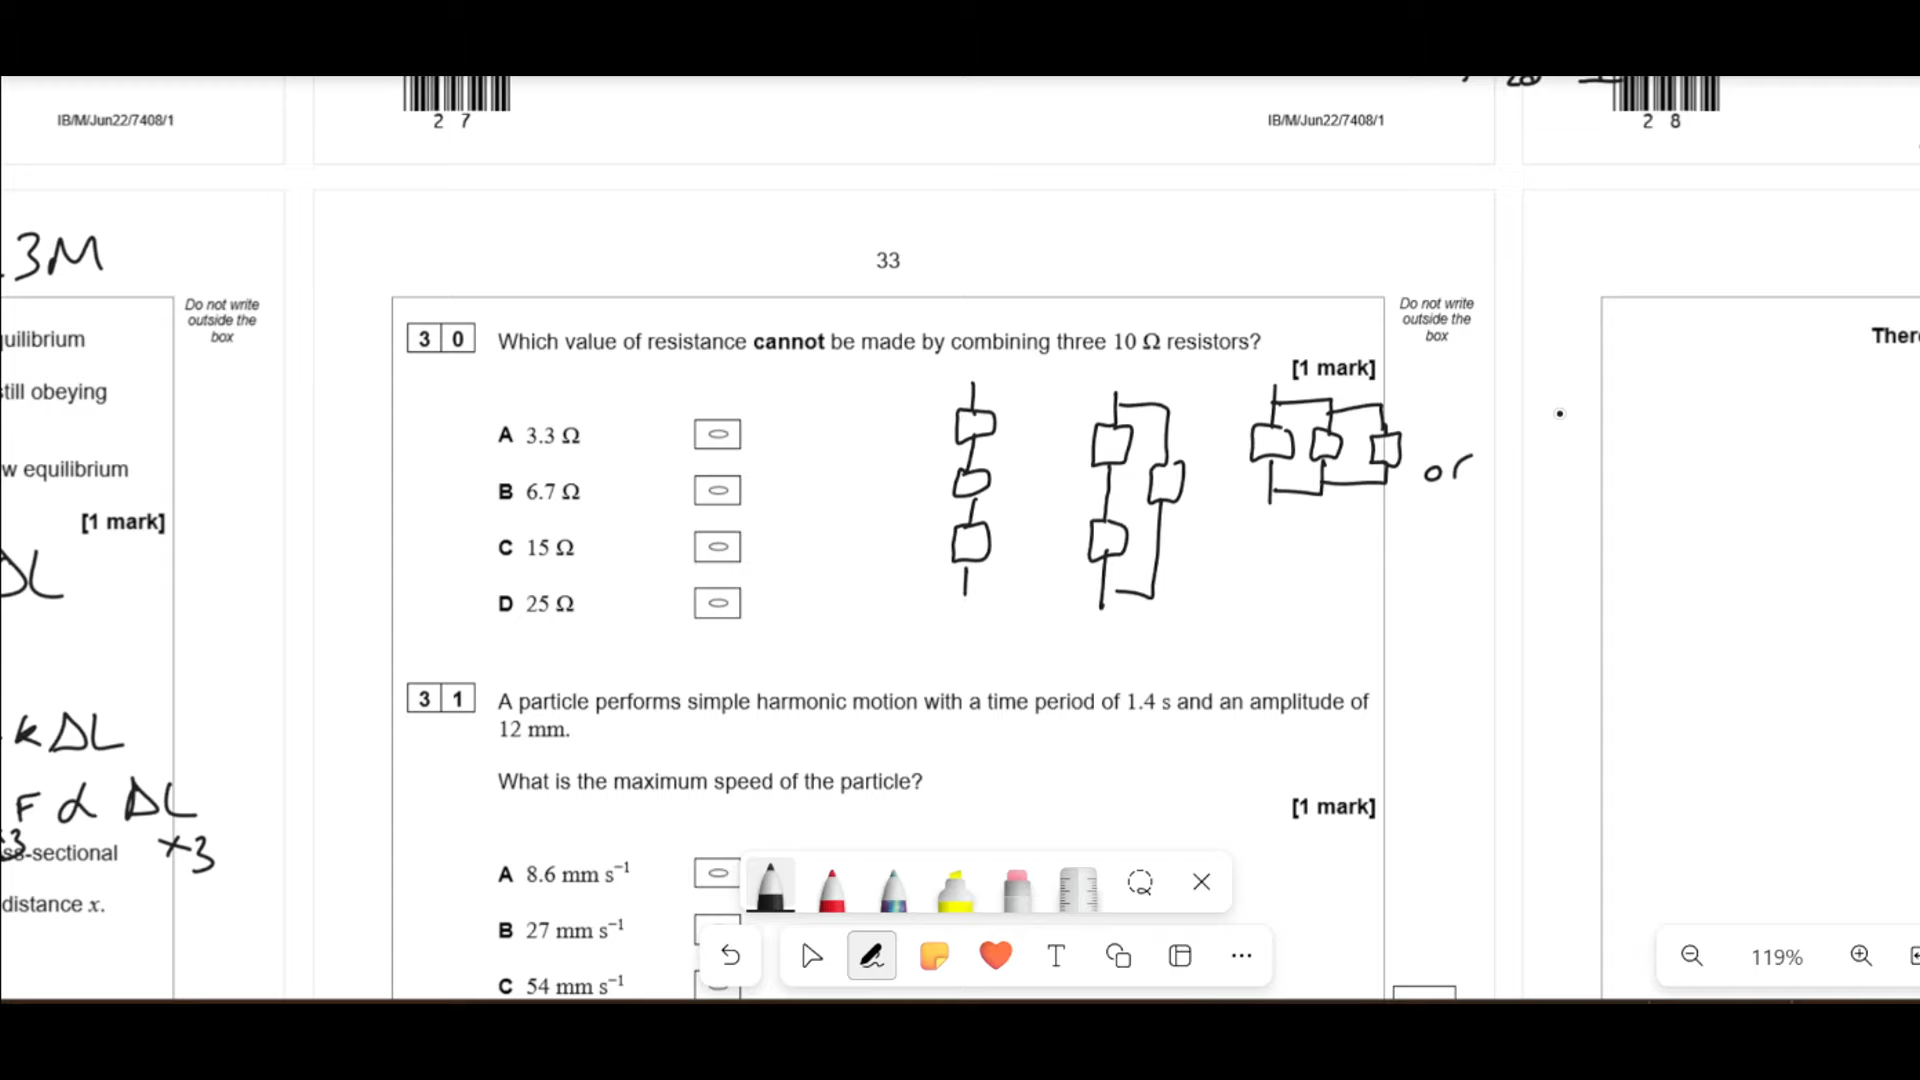 IB/M/Jun22/7408/1
2 7
IB/M/Jun22/7408/1
2 8
3M
Do not write
outside the
box
uilibrium
still obeying
w equilibrium
[1 mark]
ΔL
k ΔL
F ∝ ΔL
×3
-sectional
distance x.
33
Do not write
outside the
box
3 0 Which value of resistance cannot be made by combining three 10 Ω resistors?
[1 mark]
A 3.3 Ω
B 6.7 Ω
C 15 Ω
D 25 Ω
or
3 1 A particle performs simple harmonic motion with a time period of 1.4 s and an amplitude of
12 mm.
What is the maximum speed of the particle?
[1 mark]
A 8.6 mm s⁻¹
B 27 mm s⁻¹
C 54 mm s⁻¹
Ther
T
119%